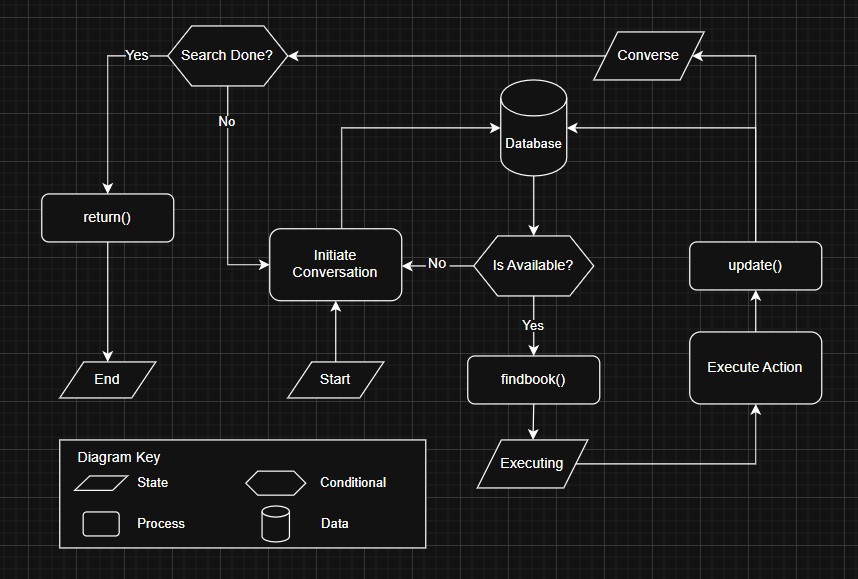 Yes
Search Done?
Converse
No
Database
return()
Initiate
Conversation
No
Is Available?
update()
Yes
End
Start
findbook()
Execute Action
Executing
Diagram Key
State
Conditional
Process
Data